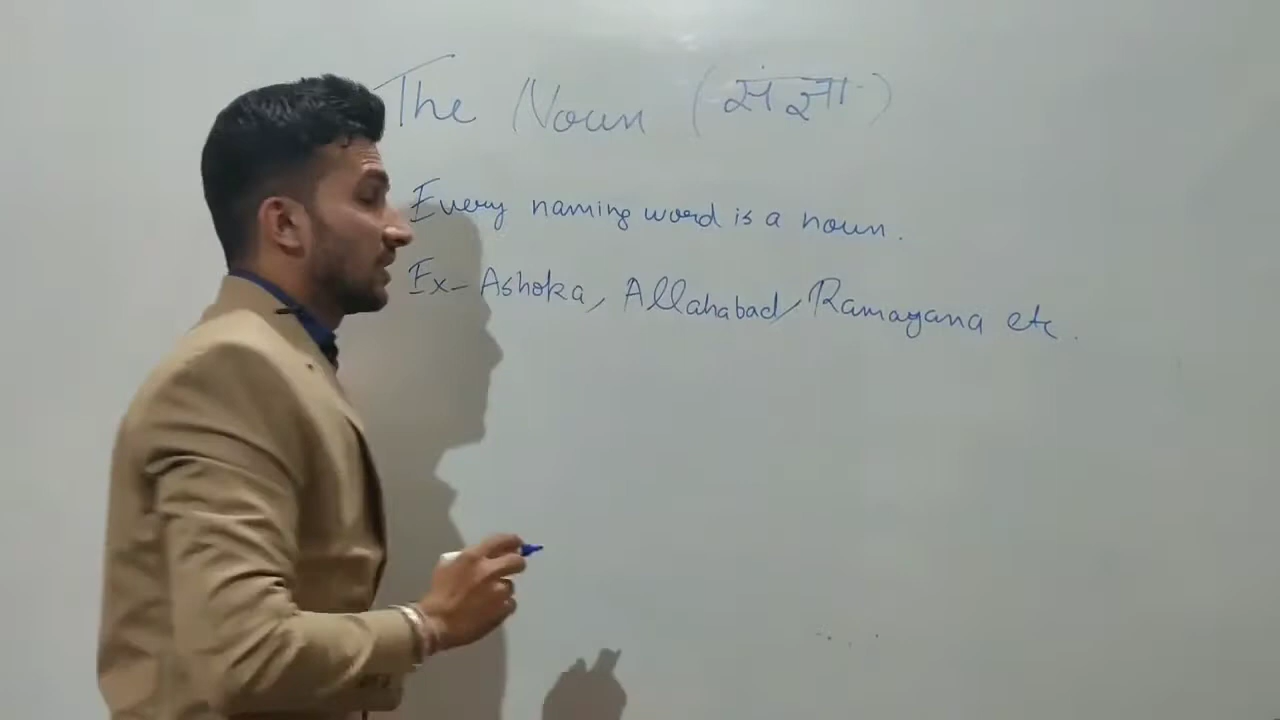 The Noun (संज्ञा)
Every naming word is a noun.
Ex- Ashoka, Allahabad, Ramayana etc.